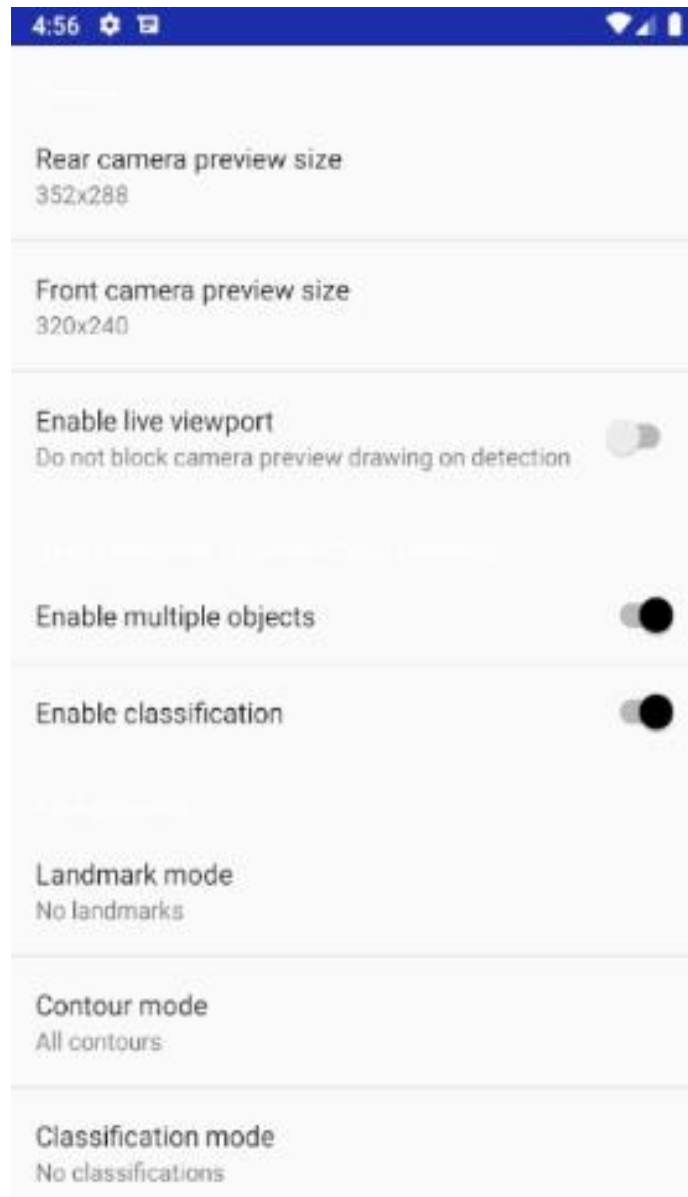 4:56
Rear camera preview size
352x288
Front camera preview size
320x240
Enable live viewport
Do not block camera preview drawing on detection
Enable multiple objects
Enable classification
Landmark mode
No landmarks
Contour mode
All contours
Classification mode
No classifications